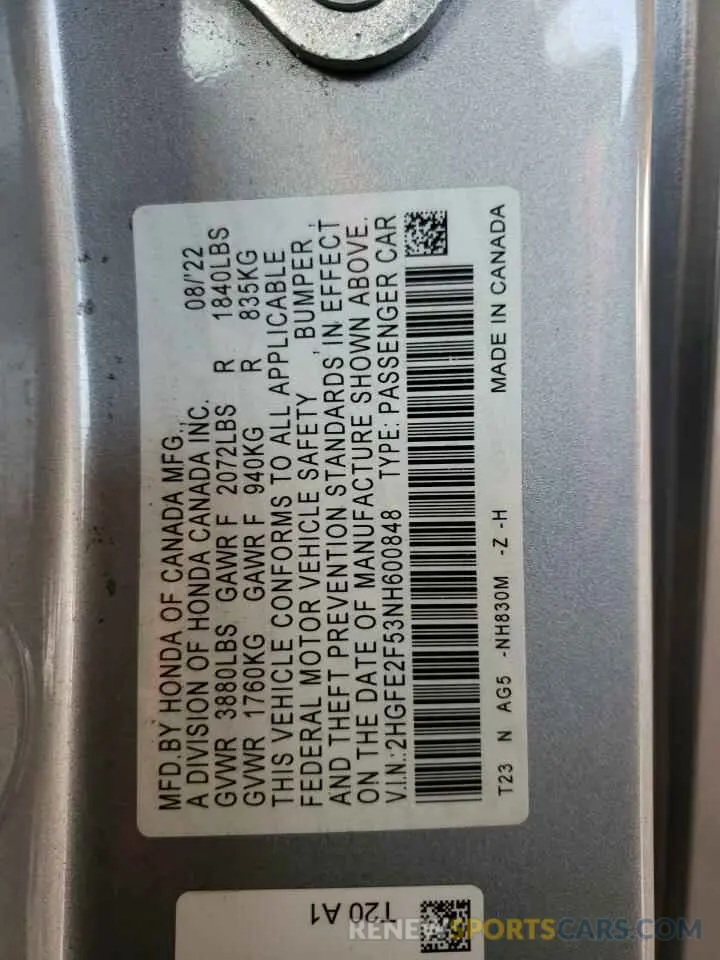 MFD.BY HONDA OF CANADA MFG., 08/'22
A DIVISION OF HONDA CANADA INC.
GVWR 3880LBS GAWR F 2072LBS R 1840LBS
GVWR 1760KG GAWR F 940KG R 835KG
THIS VEHICLE CONFORMS TO ALL APPLICABLE
FEDERAL MOTOR VEHICLE SAFETY, BUMPER,
AND THEFT PREVENTION STANDARDS IN EFFECT
ON THE DATE OF MANUFACTURE SHOWN ABOVE.
V.I.N.:2HGFE2F53NH600848 TYPE: PASSENGER CAR
T23 N AG5 -NH830M -Z -H MADE IN CANADA
T20 A1
RENEWSPORTSCARS.COM